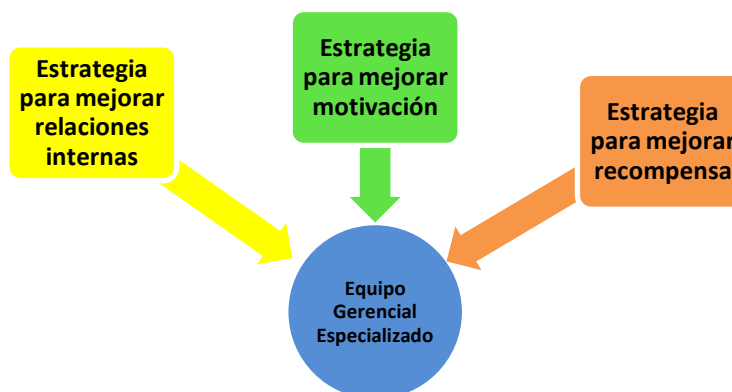 Estrategia
para mejorar
relaciones
internas
Estrategia
para mejorar
motivación
Estrategia
para mejorar
recompensa
Equipo
Gerencial
Especializado